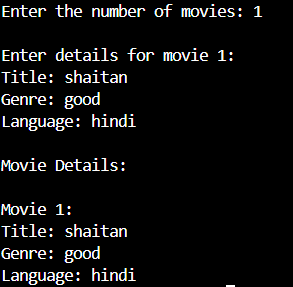 Enter the number of movies: 1
Enter details for movie 1:
Title: shaitan
Genre: good
Language: hindi
Movie Details:
Movie 1:
Title: shaitan
Genre: good
Language: hindi